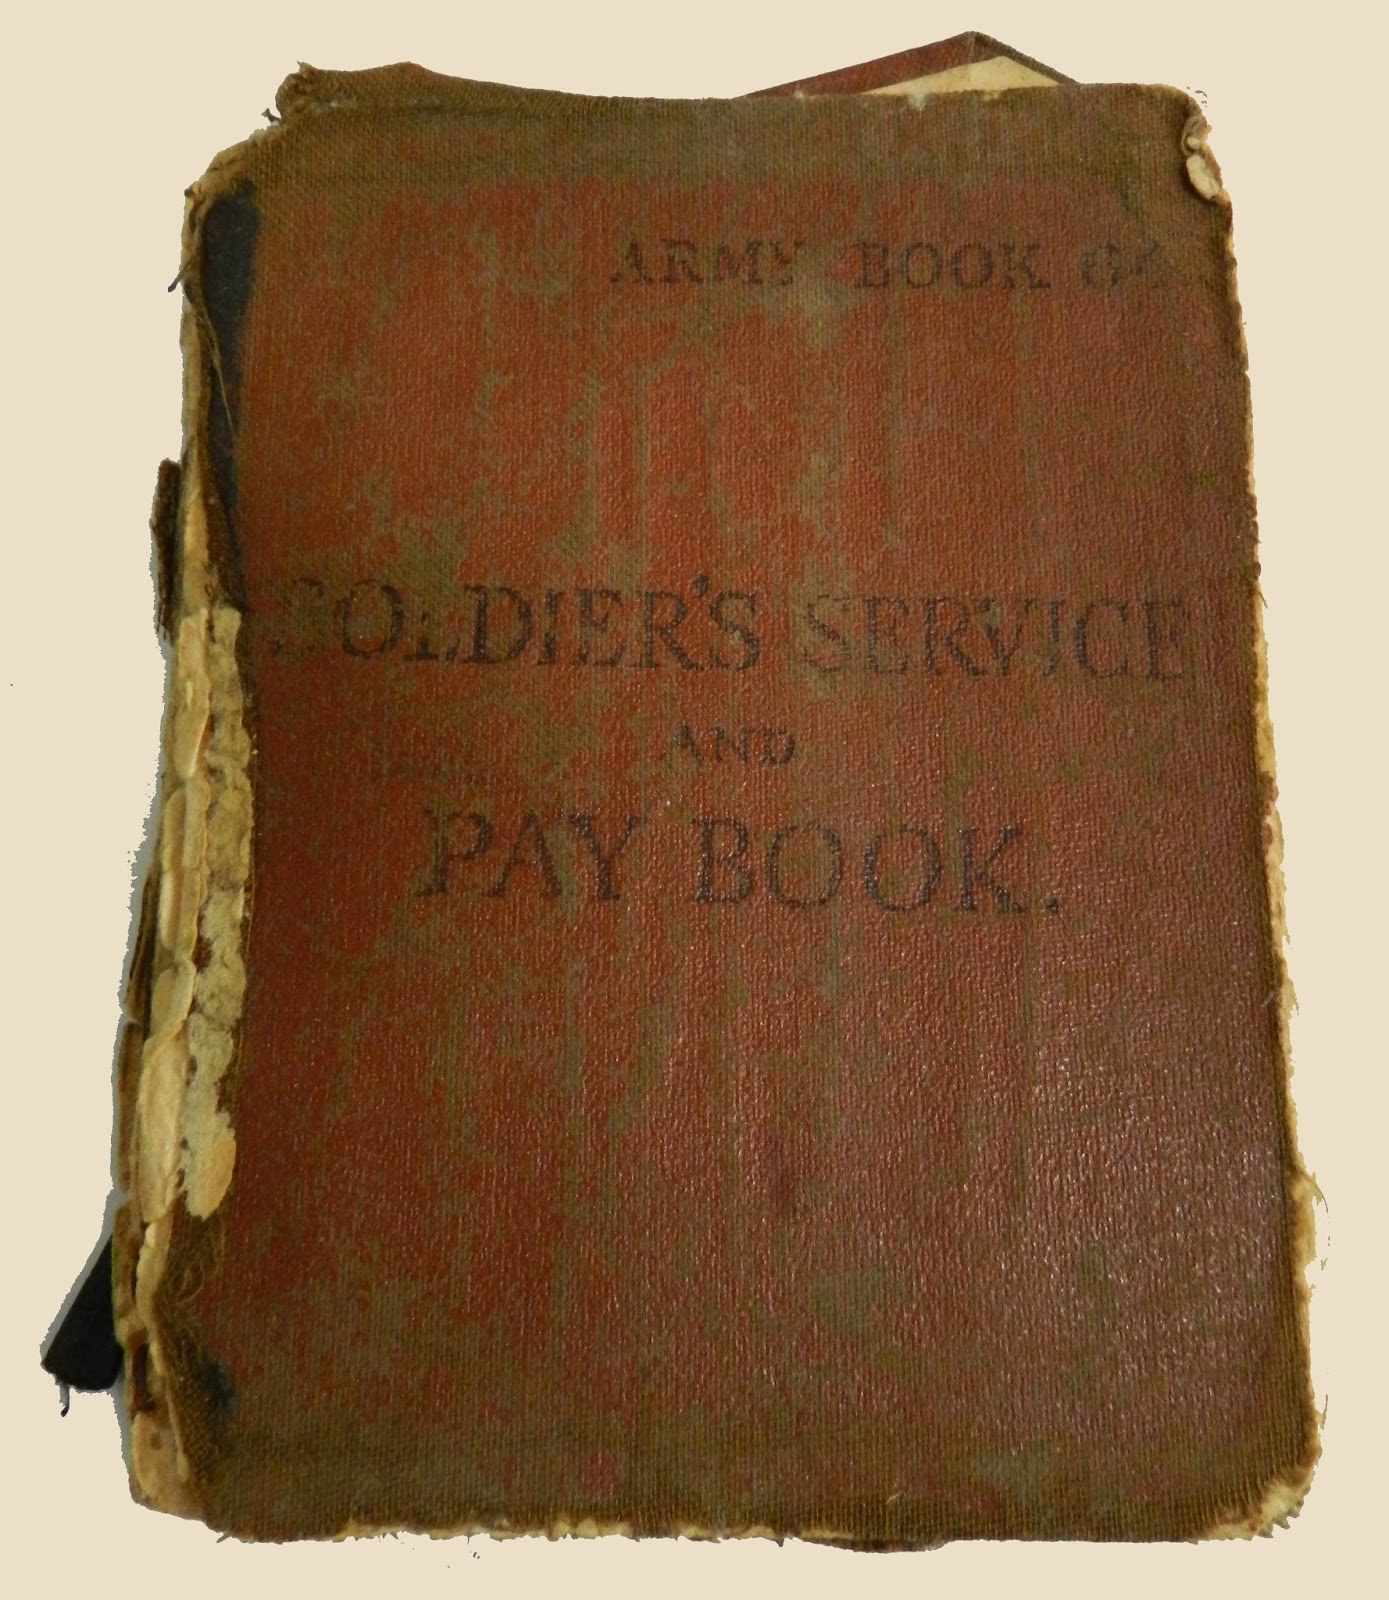 ARMY BOOK 64
SOLDIER'S SERVICE
AND
PAY BOOK.